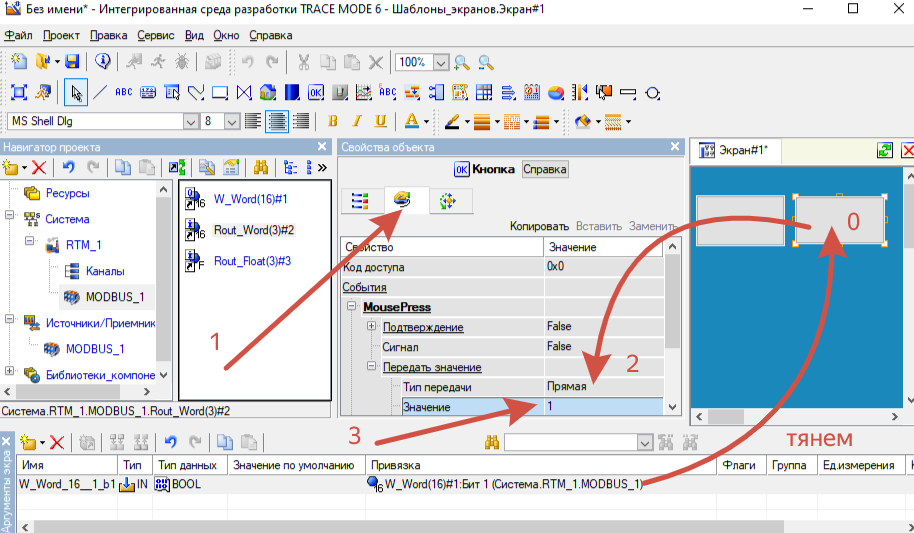 Без имени* - Интегрированная среда разработки TRACE MODE 6 - Шаблоны_экранов.Экран#1
Файл Проект Правка Сервис Вид Окно Справка
100%
ABC
OK
ABC
MS Shell Dlg 8 B I U A
Навигатор проекта
Ресурсы
Система
RTM_1
Каналы
MODBUS_1
Источники/Приемник
MODBUS_1
Библиотеки_компоне
W_Word(16)#1
Rout_Word(3)#2
Rout_Float(3)#3
Система.RTM_1.MODBUS_1.Rout_Word(3)#2
Свойства объекта
OK Кнопка Справка
Копировать Вставить Заменить
Свойство Значение
Код доступа 0x0
События
MousePress
Подтверждение False
Сигнал False
Передать значение
Тип передачи Прямая
Значение 1
1
2
3
Экран#1*
0
тянем
Аргументы экра
Имя Тип Тип данных Значение по умолчанию Привязка Флаги Группа Ед.измерения
W_Word_16__1_b1 IN BOOL W_Word(16)#1:Бит 1 (Система.RTM_1.MODBUS_1)